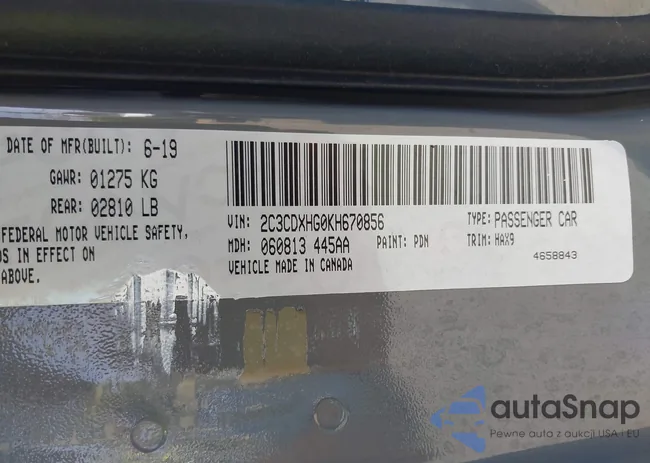 DATE OF MFR(BUILT): 6-19
GAWR: 01275 KG
REAR: 02810 LB
FEDERAL MOTOR VEHICLE SAFETY,
IN EFFECT ON
ABOVE.
VIN: 2C3CDXHG0KH670856 TYPE: PASSENGER CAR
MDH: 060813 445AA PAINT: PDN TRIM: HAX9
VEHICLE MADE IN CANADA
4658843
autaSnap
Pewne auta z aukcji USA i EU